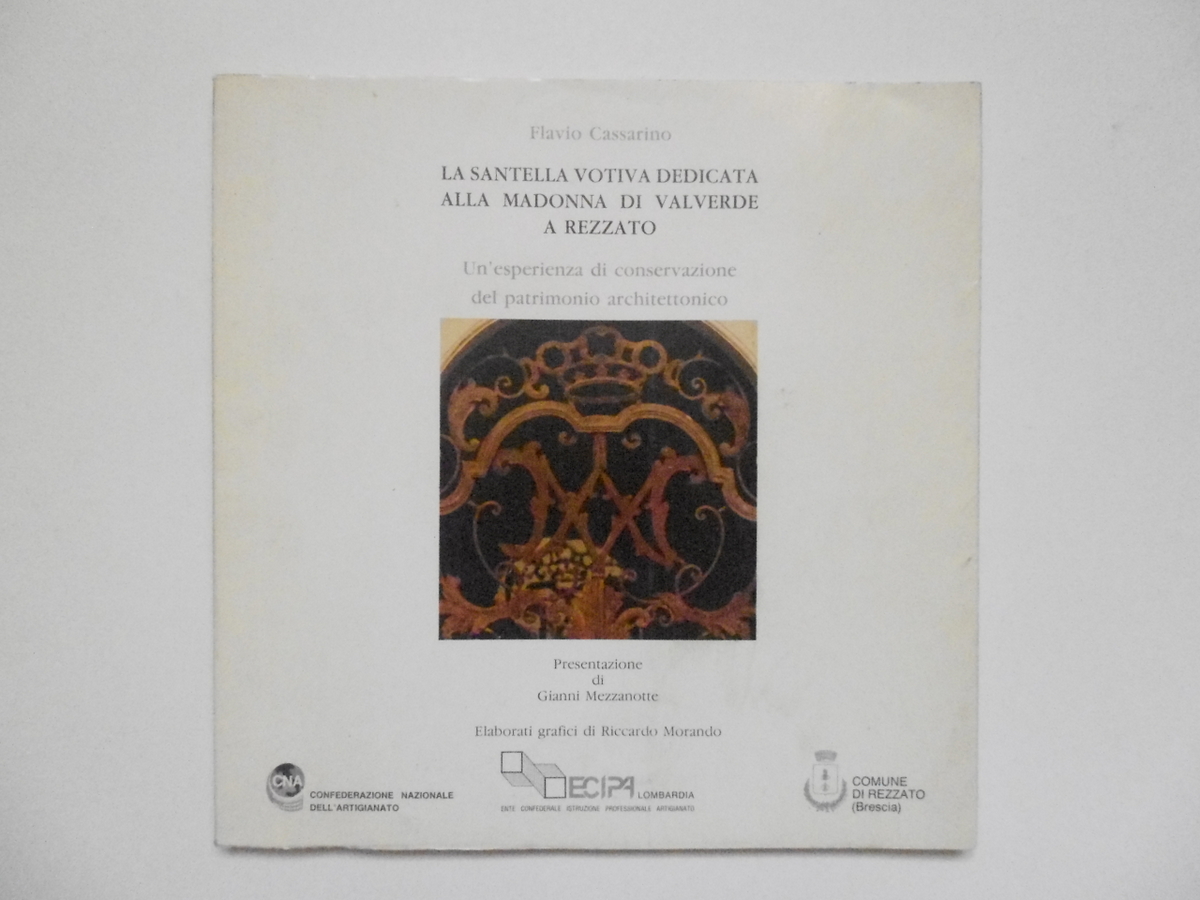 Flavio Cassarino
LA SANTELLA VOTIVA DEDICATA
ALLA MADONNA DI VALVERDE
A REZZATO
Un'esperienza di conservazione
del patrimonio architettonico
Presentazione
di
Gianni Mezzanotte
Elaborati grafici di Riccardo Morando
CNA
CONFEDERAZIONE NAZIONALE
DELL'ARTIGIANATO
ECIPA LOMBARDIA
ENTE CONFEDERALE ISTRUZIONE PROFESSIONALE ARTIGIANATO
COMUNE
DI REZZATO
(Brescia)